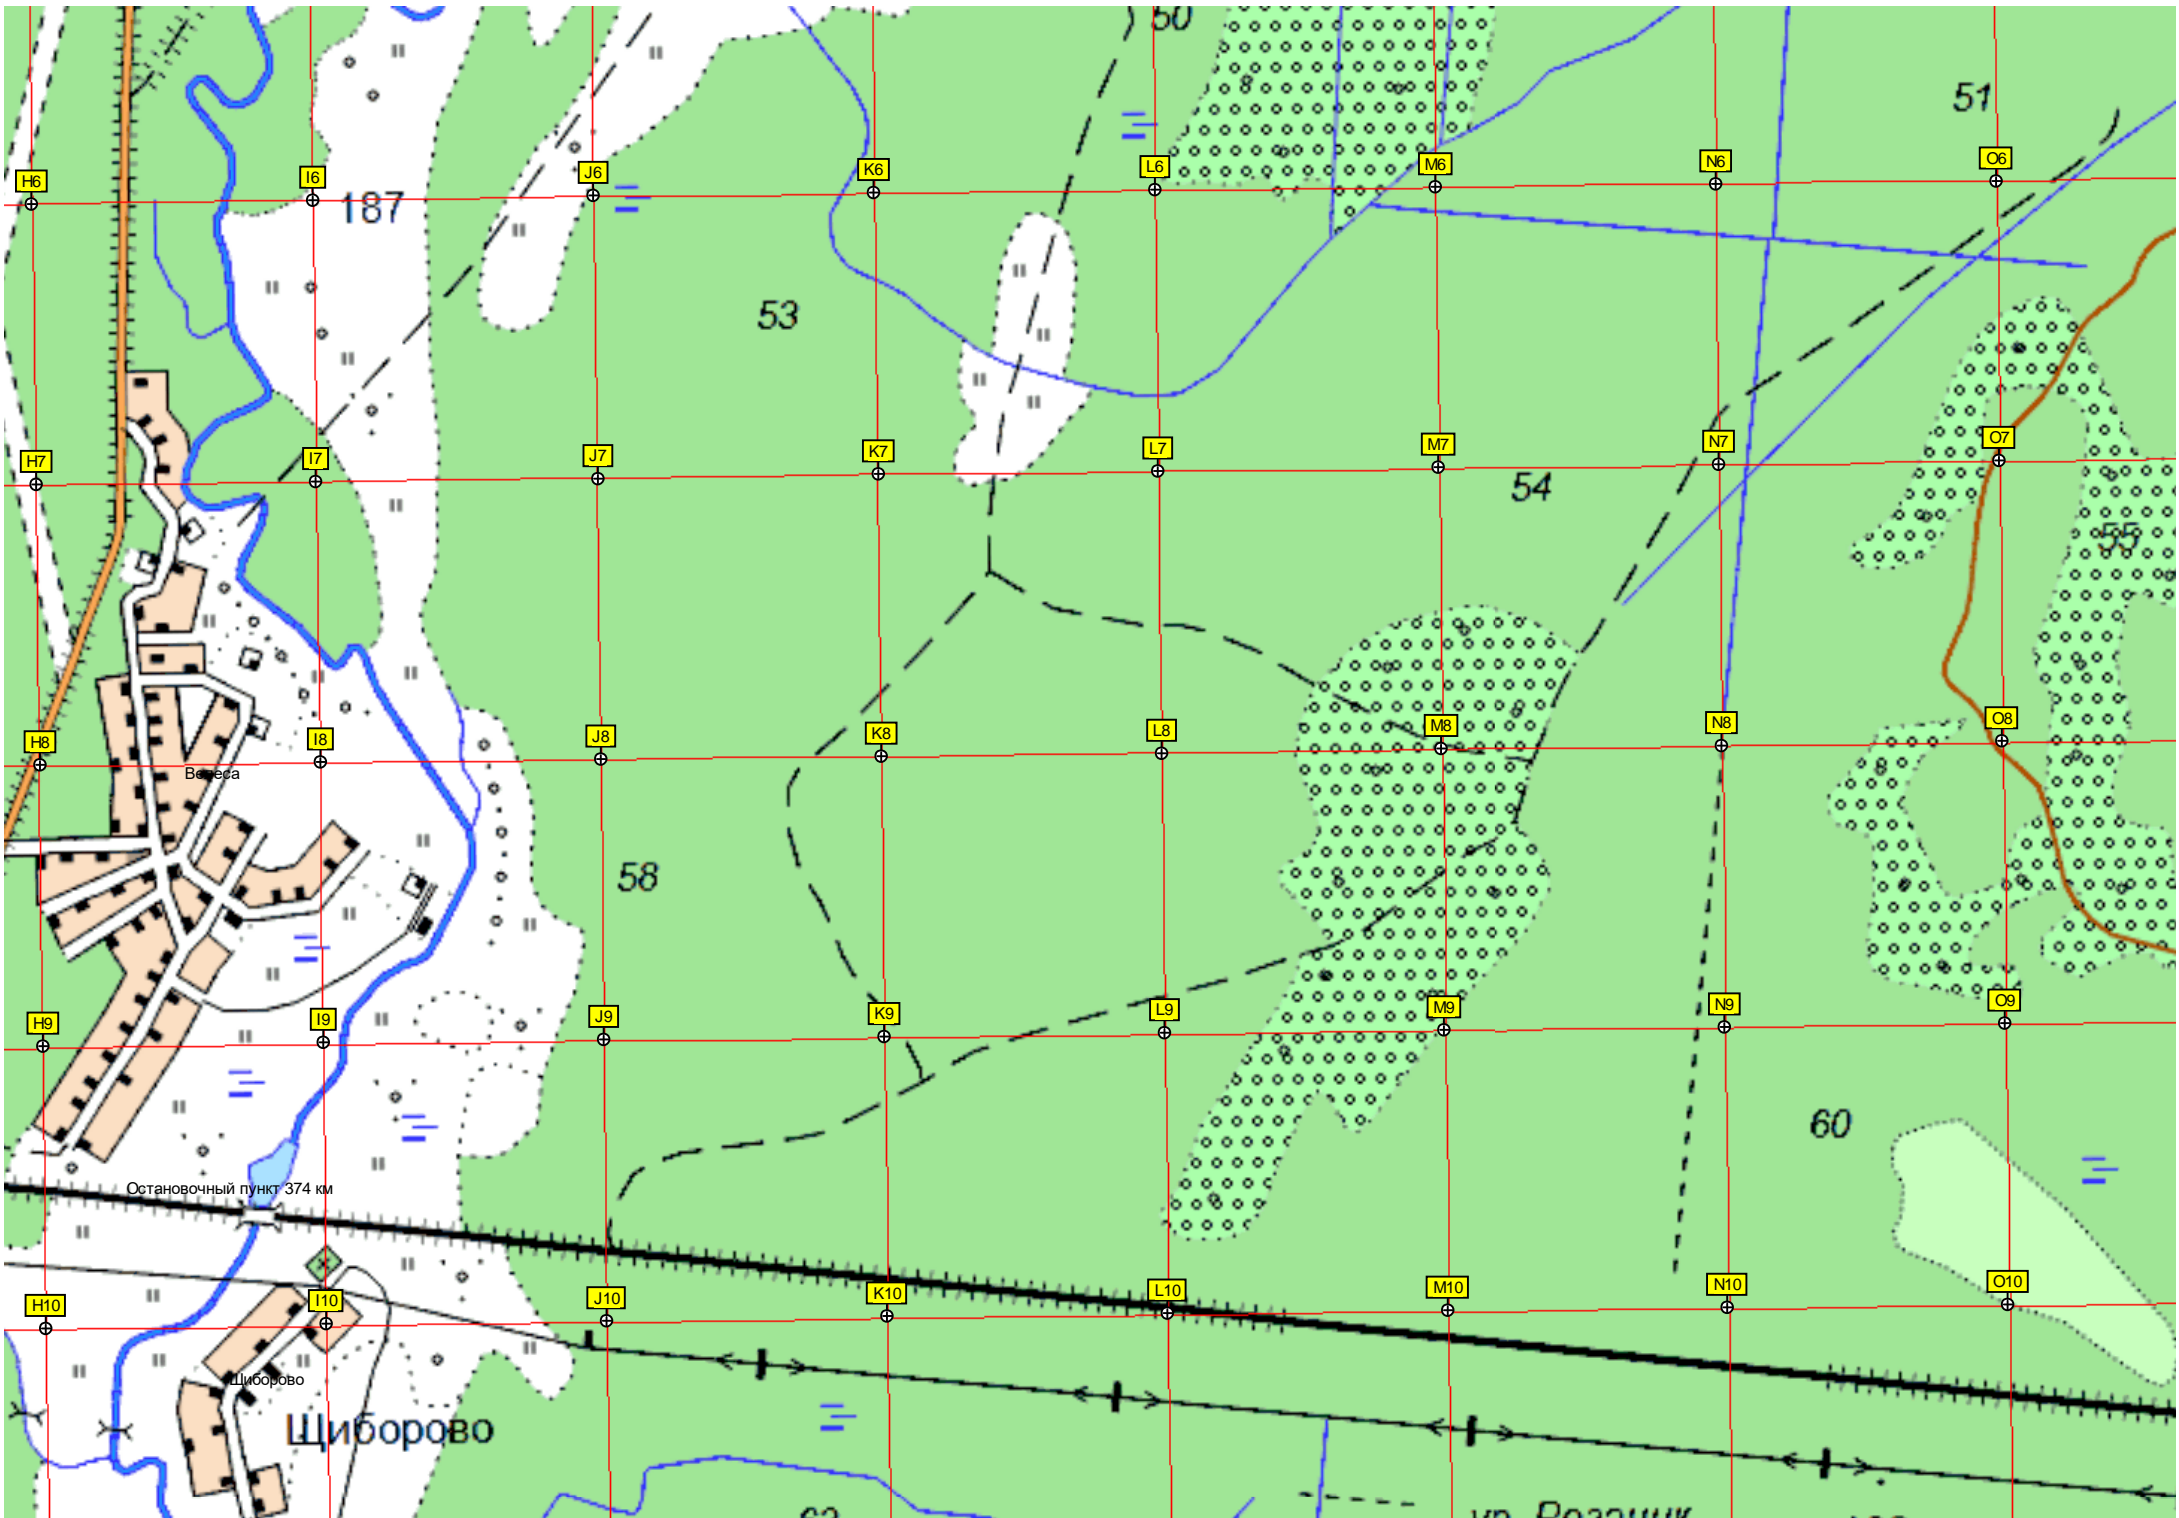 50
51
H6 I6 J6 K6 L6 M6 N6 O6
187
53
H7 I7 J7 K7 L7 M7 N7 O7
54
55
H8 I8 J8 K8 L8 M8 N8 O8
Велеса
58
H9 I9 J9 K9 L9 M9 N9 O9
60
Остановочный пункт 374 км
H10 I10 J10 K10 L10 M10 N10 O10
Щиборово
Щиборово